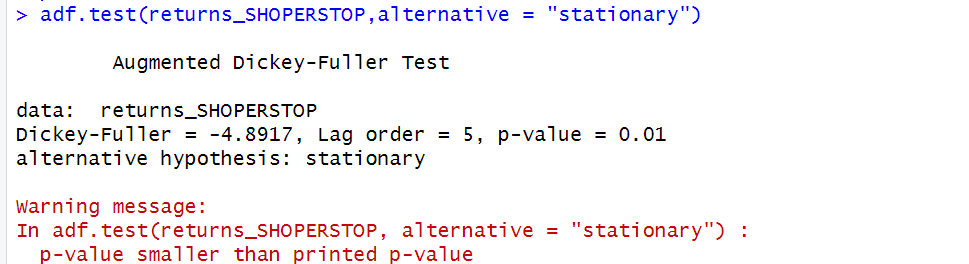 > adf.test(returns_SHOPERSTOP,alternative = "stationary")
Augmented Dickey-Fuller Test
data:  returns_SHOPERSTOP
Dickey-Fuller = -4.8917, Lag order = 5, p-value = 0.01
alternative hypothesis: stationary
Warning message:
In adf.test(returns_SHOPERSTOP, alternative = "stationary") :
  p-value smaller than printed p-value